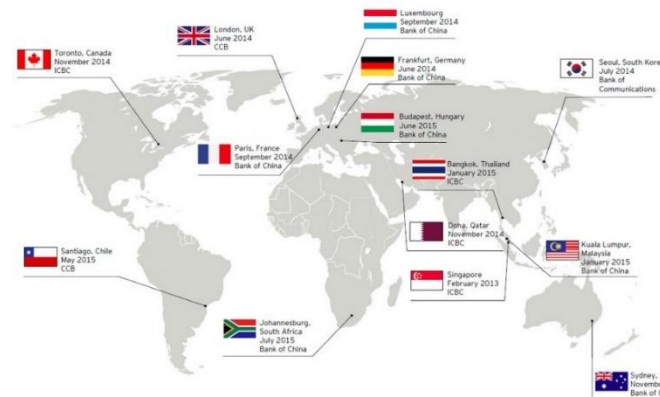 London, UK
June 2014
CCB
Luxembourg
September 2014
Bank of China
Toronto, Canada
November 2014
ICBC
Frankfurt, Germany
June 2014
Bank of China
Seoul, South Kore
July 2014
Bank of
Communications
Budapest, Hungary
June 2015
Bank of China
Paris, France
September 2014
Bank of China
Bangkok, Thailand
January 2015
ICBC
Doha, Qatar
November 2014
ICBC
Kuala Lumpur,
Malaysia
January 2015
Bank of China
Santiago, Chile
May 2015
CCB
Singapore
February 2013
ICBC
Johannesburg,
South Africa
July 2015
Bank of China
Sydney,
Novembe
Bank of